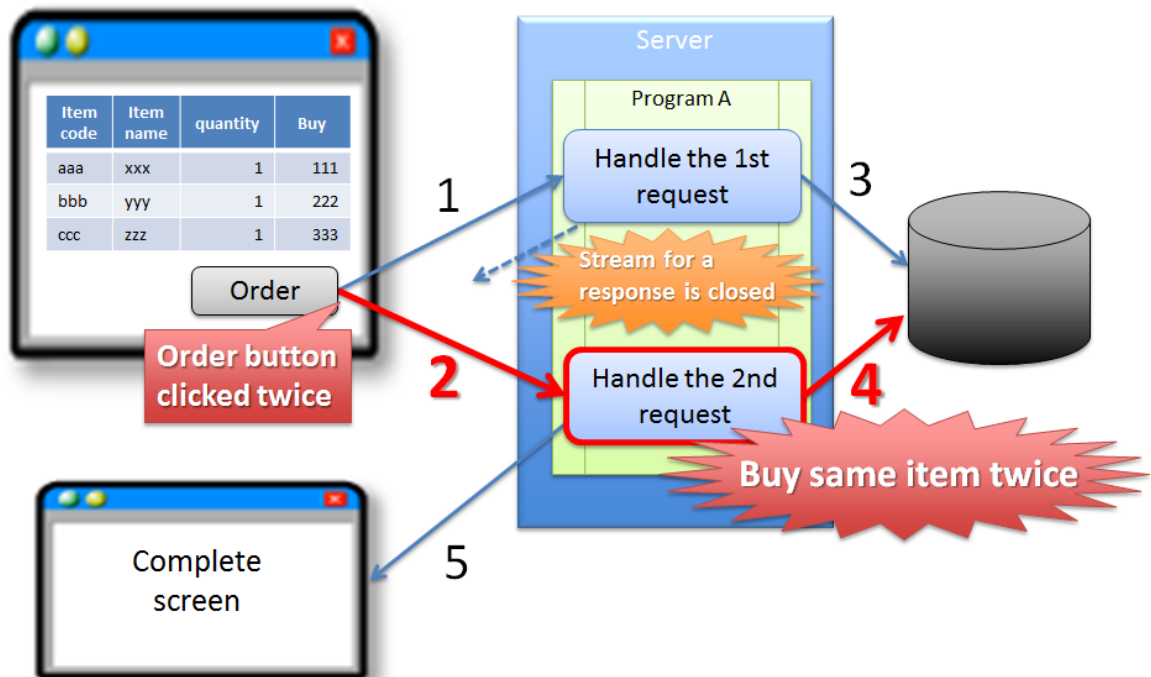 Server
Program A
Item code
Item name
quantity
Buy
aaa xxx 1 111
bbb yyy 1 222
ccc zzz 1 333
Order
Order button
clicked twice
1
Handle the 1st
request
3
Stream for a
response is closed
2
Handle the 2nd
request
4
Buy same item twice
5
Complete
screen